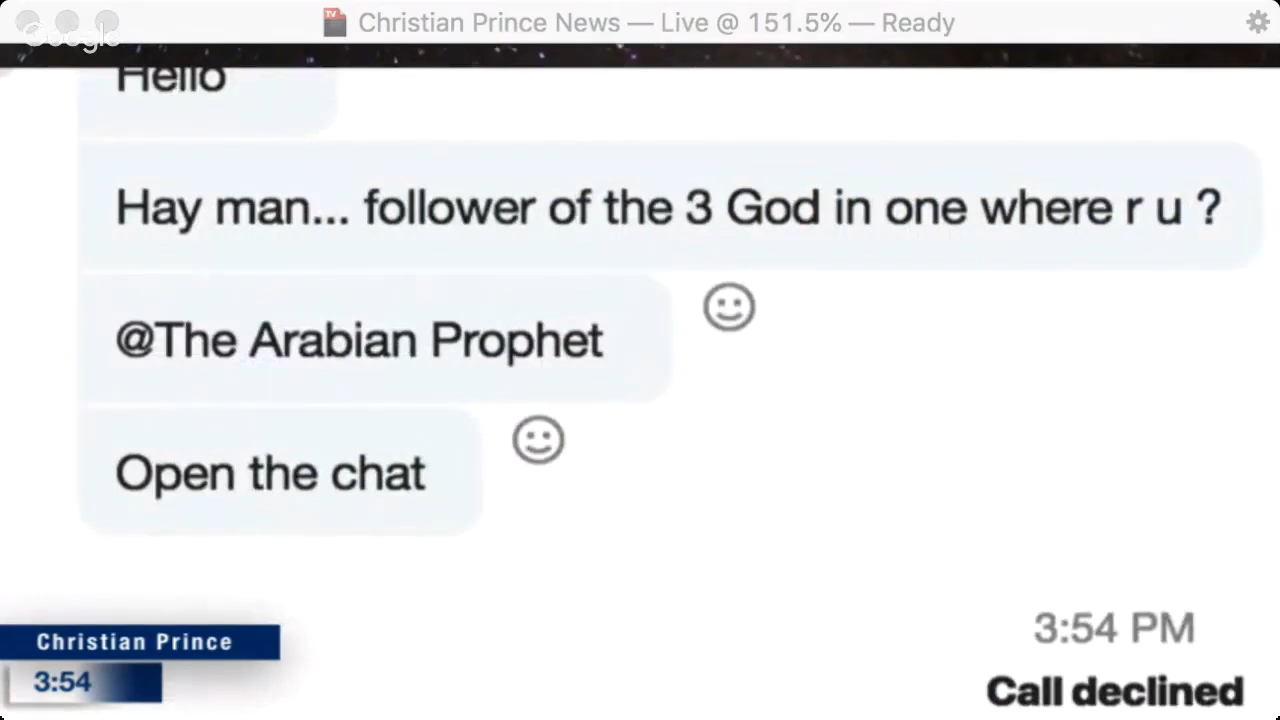 Christian Prince News — Live @ 151.5% — Ready
Google
Hello
Hay man... follower of the 3 God in one where r u ?
@The Arabian Prophet
Open the chat
3:54 PM
Call declined
Christian Prince
3:54